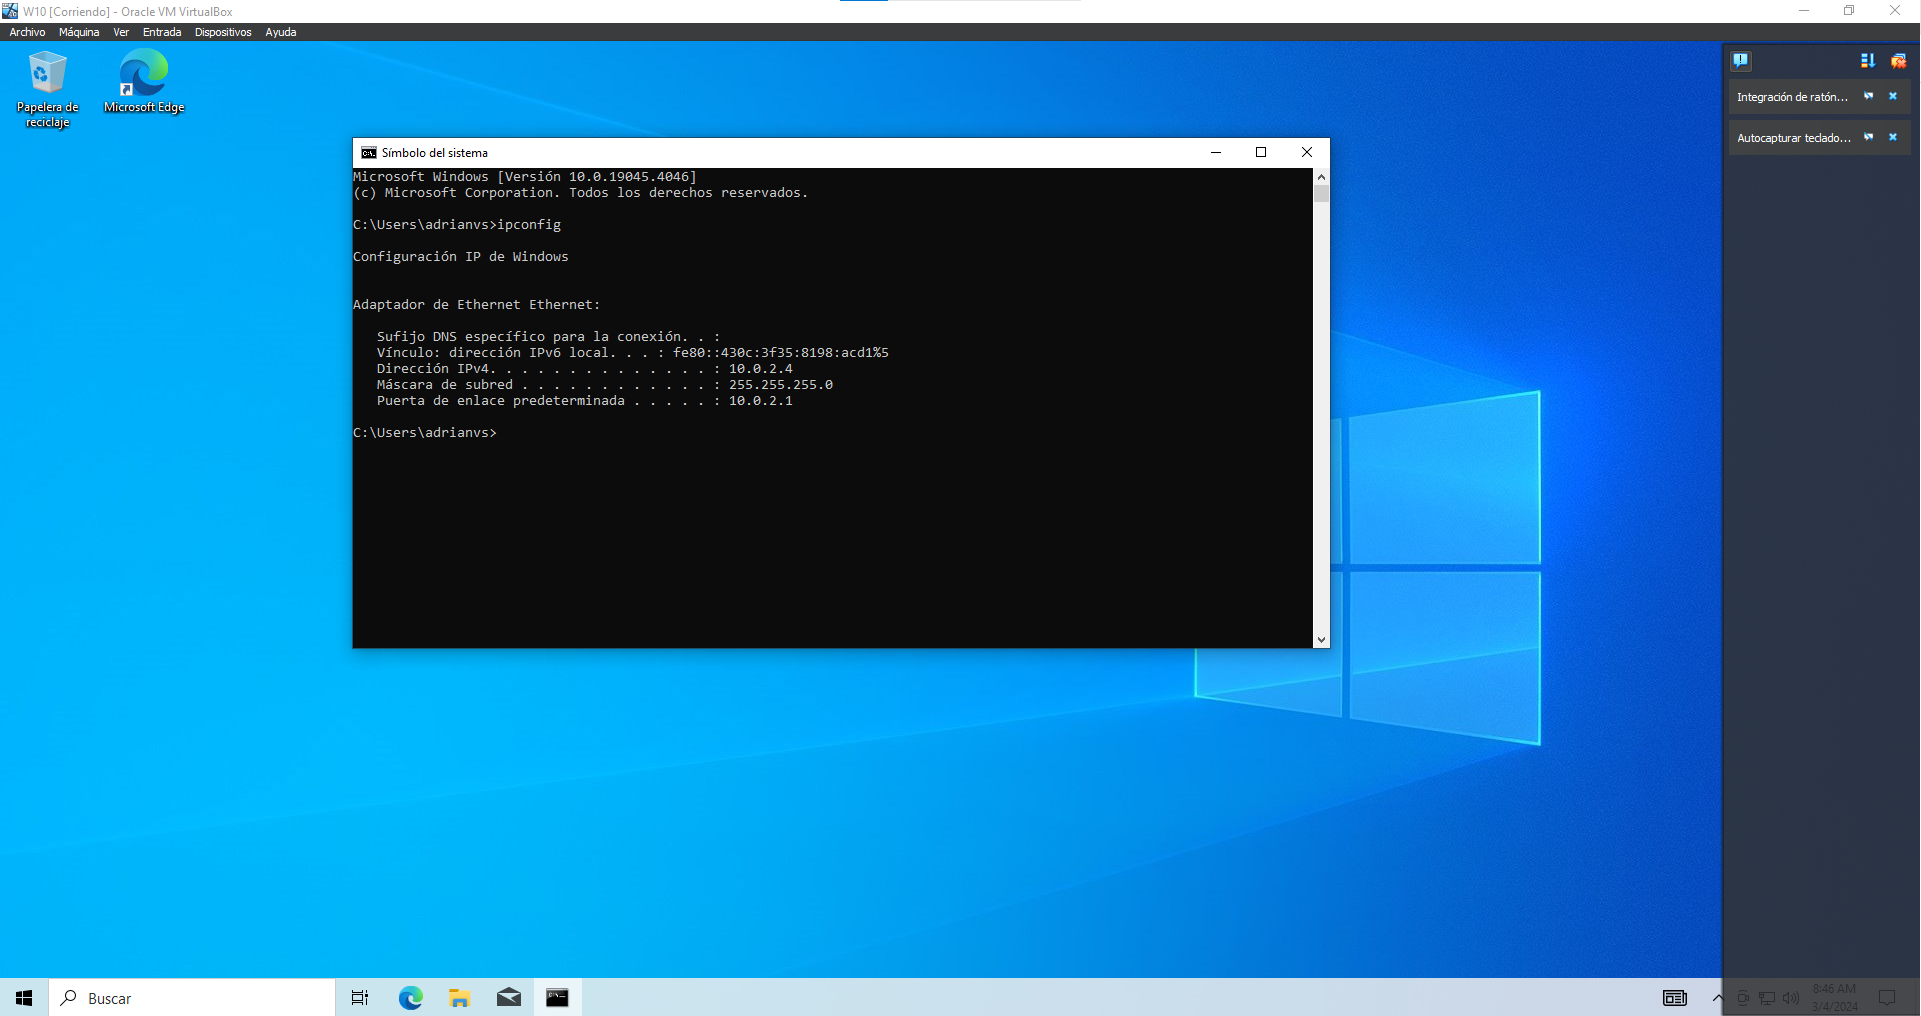 W10 [Corriendo] - Oracle VM VirtualBox
Archivo Máquina Ver Entrada Dispositivos Ayuda
Papelera de
reciclaje
Microsoft Edge
Integración de ratón...
Autocapturar teclado...
Símbolo del sistema
Microsoft Windows [Versión 10.0.19045.4046]
(c) Microsoft Corporation. Todos los derechos reservados.
C:\Users\adrianvs>ipconfig
Configuración IP de Windows
Adaptador de Ethernet Ethernet:
Sufijo DNS específico para la conexión. . :
Vínculo: dirección IPv6 local. . . : fe80::430c:3f35:8198:acd1%5
Dirección IPv4. . . . . . . . . . . . . . : 10.0.2.4
Máscara de subred . . . . . . . . . . . . : 255.255.255.0
Puerta de enlace predeterminada . . . . . : 10.0.2.1
C:\Users\adrianvs>
Buscar
8:46 AM
3/4/2024